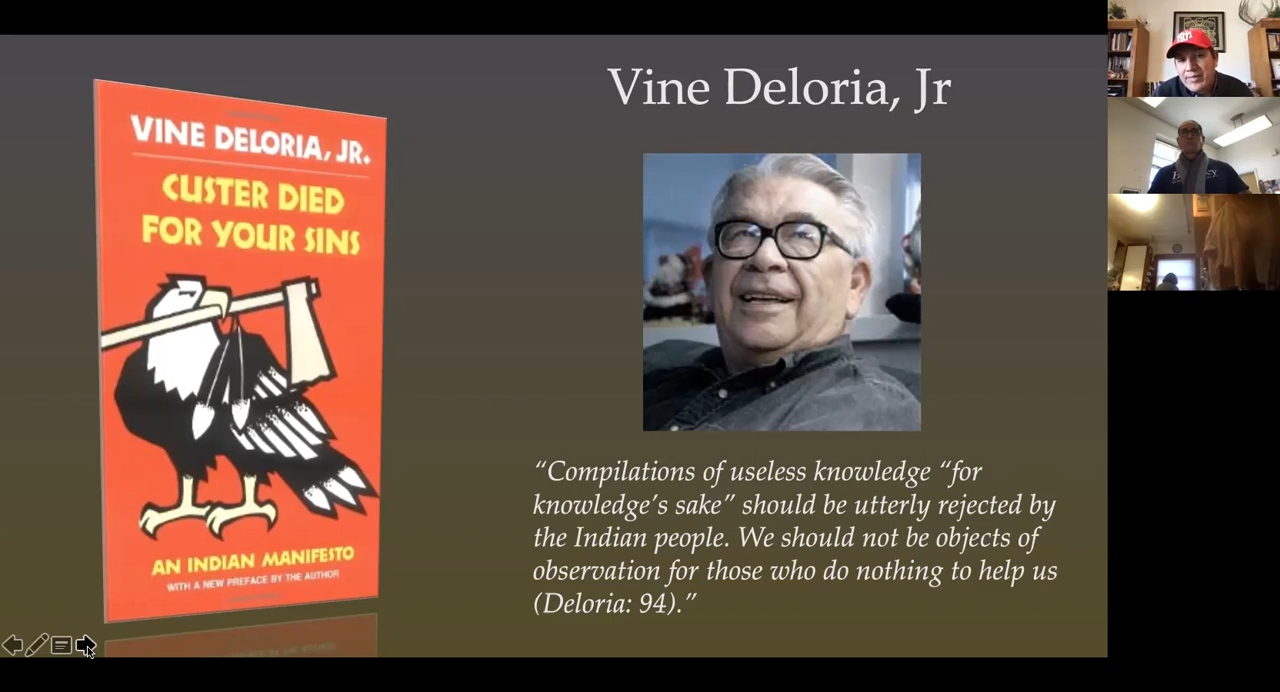 VINE DELORIA, JR.
CUSTER DIED
FOR YOUR SINS
AN INDIAN MANIFESTO
WITH A NEW PREFACE BY THE AUTHOR
Vine Deloria, Jr
“Compilations of useless knowledge “for
knowledge’s sake” should be utterly rejected by
the Indian people. We should not be objects of
observation for those who do nothing to help us
(Deloria: 94).”